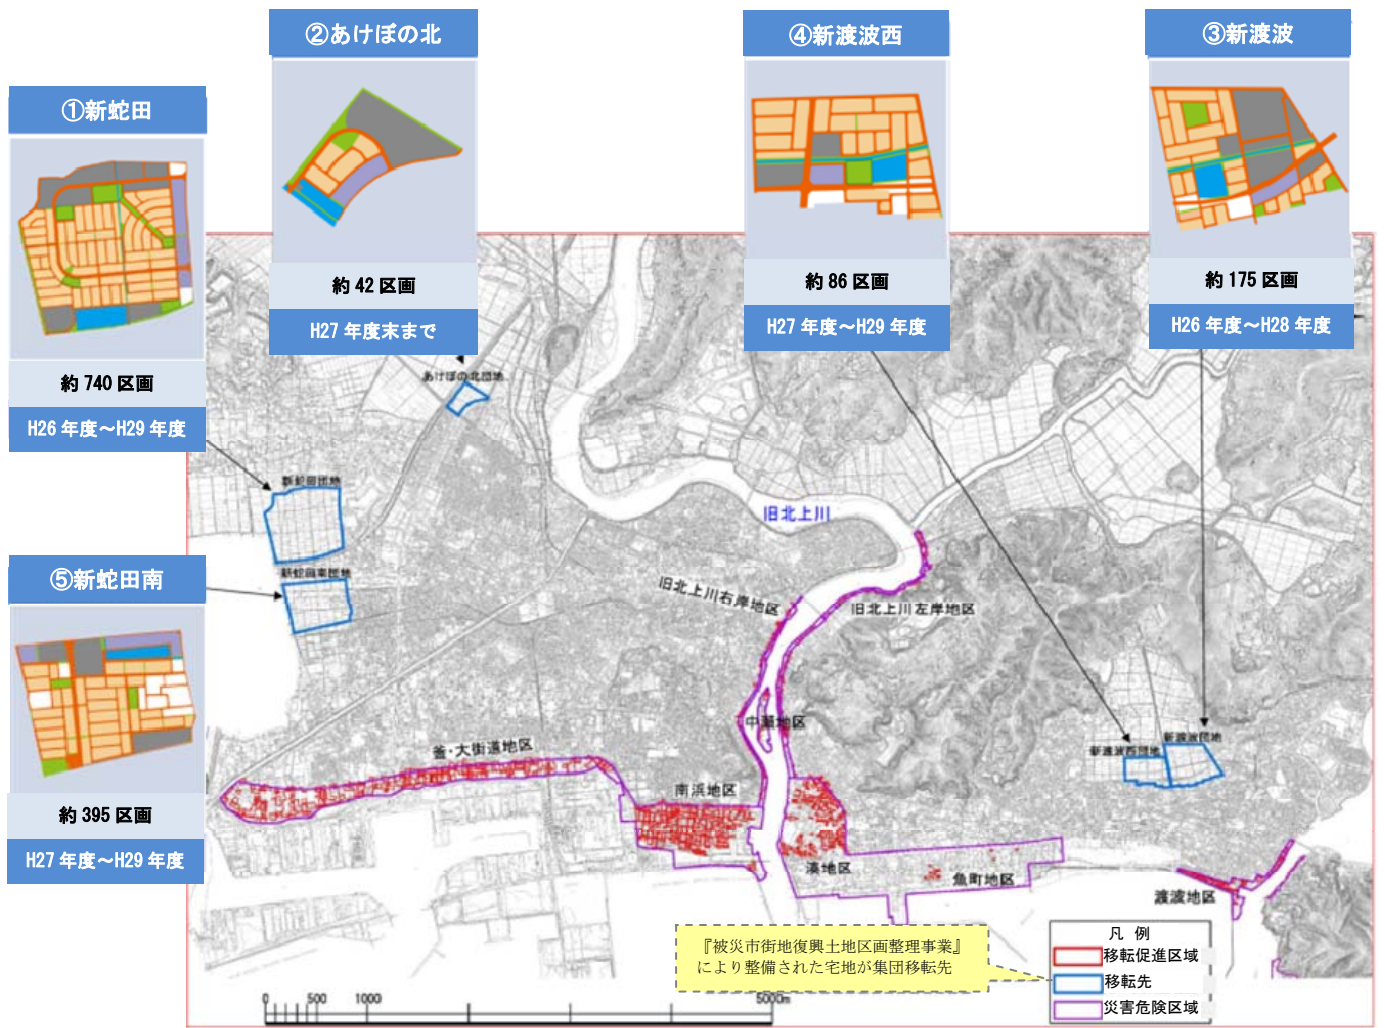 ①新蛇田
約 740 区画
H26 年度～H29 年度
②あけぼの北
約 42 区画
H27 年度末まで
④新渡波西
約 86 区画
H27 年度～H29 年度
③新渡波
約 175 区画
H26 年度～H28 年度
⑤新蛇田南
約 395 区画
H27 年度～H29 年度
あけぼの北団地
新蛇田団地
新蛇田南団地
旧北上川
旧北上川右岸地区
旧北上川左岸地区
中瀬地区
新渡波西団地
新渡波団地
釜・大街道地区
南浜地区
湊地区
魚町地区
渡波地区
『被災市街地復興土地区画整理事業』
により整備された宅地が集団移転先
凡 例
移転促進区域
移転先
災害危険区域
0 500 1000 5000m